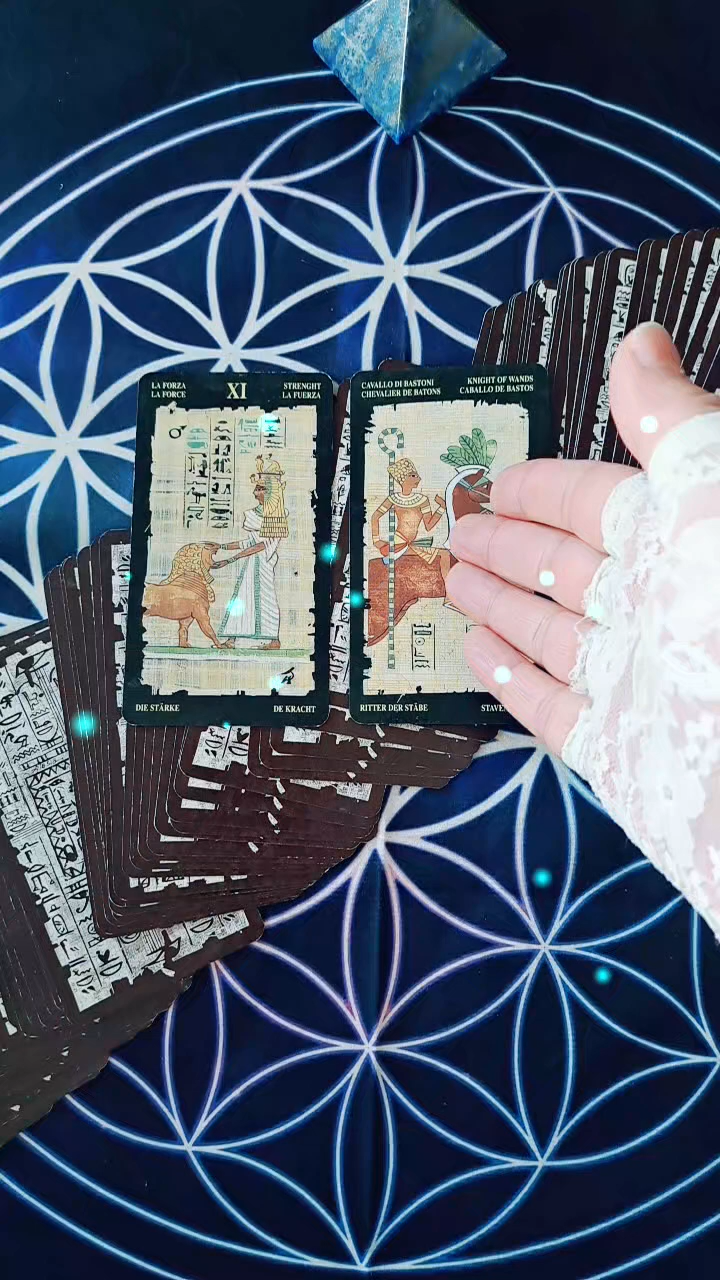 LA FORZA
LA FORCE
XI
STRENGHT
LA FUERZA
DIE STÄRKE
DE KRACHT
CAVALLO DI BASTONI
CHEVALIER DE BATONS
KNIGHT OF WANDS
CABALLO DE BASTOS
RITTER DER STÄBE